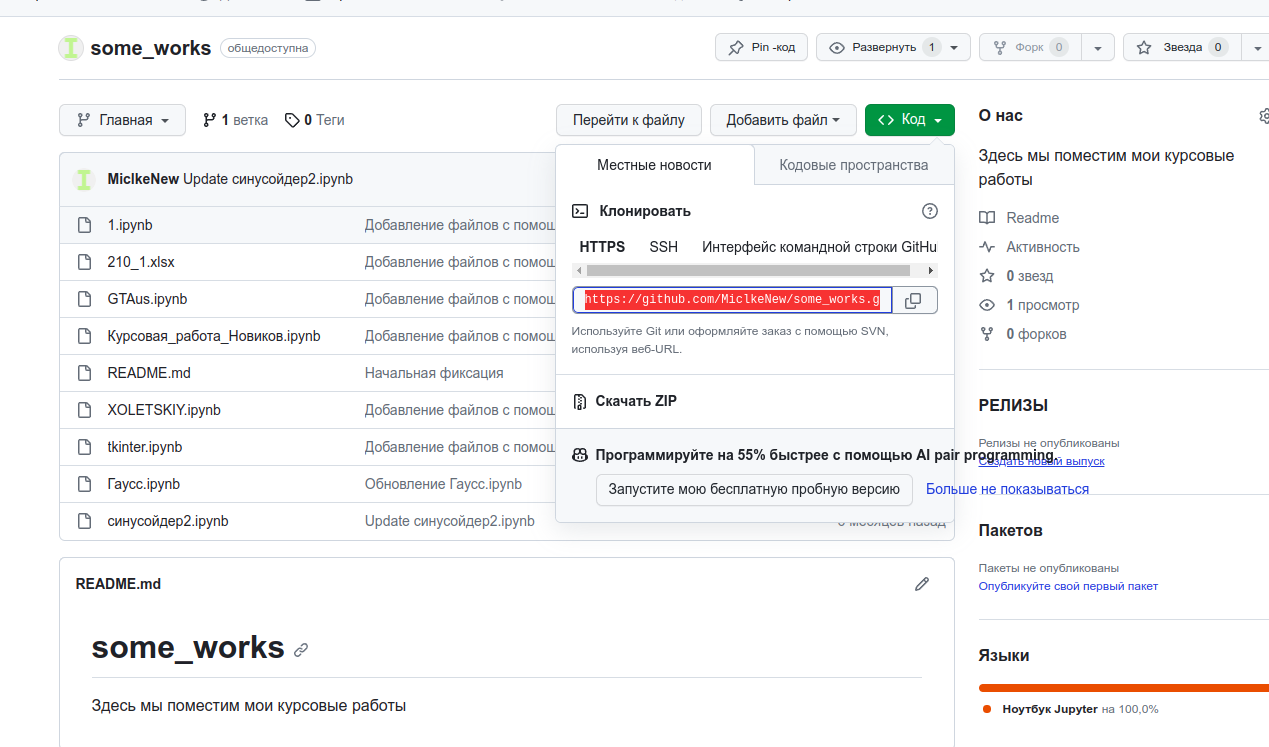 some_works общедоступна
Pin -код Развернуть 1 Форк 0 Звезда 0
Главная 1 ветка 0 Теги Перейти к файлу Добавить файл Код
MiclkeNew Update синусойдер2.ipynb
1.ipynb Добавление файлов с помощ
210_1.xlsx Добавление файлов с помощ
GTAus.ipynb Добавление файлов с помощ
Курсовая_работа_Новиков.ipynb Добавление файлов с помощ
README.md Начальная фиксация
XOLETSKIY.ipynb Добавление файлов с помощ
tkinter.ipynb Добавление файлов с помощ
Гаусс.ipynb Обновление Гаусс.ipynb
синусойдер2.ipynb Update синусойдер2.ipynb месяцев назад
Местные новости Кодовые пространства
Клонировать
HTTPS SSH Интерфейс командной строки GitHu
https://github.com/MiclkeNew/some_works.g
Используйте Git или оформляйте заказ с помощью SVN,
используя веб-URL.
Скачать ZIP
Программируйте на 55% быстрее с помощью AI pair programming.
Запустите мою бесплатную пробную версию Больше не показываться
README.md
some_works
Здесь мы поместим мои курсовые работы
О нас
Здесь мы поместим мои курсовые
работы
Readme
Активность
0 звезд
1 просмотр
0 форков
РЕЛИЗЫ
Релизы не опубликованы
Создать новый выпуск
Пакетов
Пакеты не опубликованы
Опубликуйте свой первый пакет
Языки
Ноутбук Jupyter на 100,0%